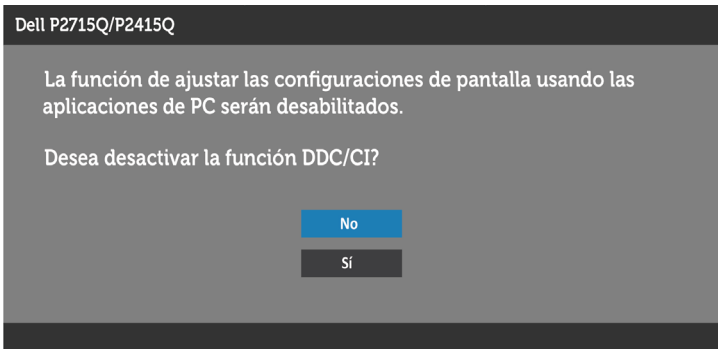 Dell P2715Q/P2415Q
La función de ajustar las configuraciones de pantalla usando las
aplicaciones de PC serán desabilitados.
Desea desactivar la función DDC/CI?
No
Sí